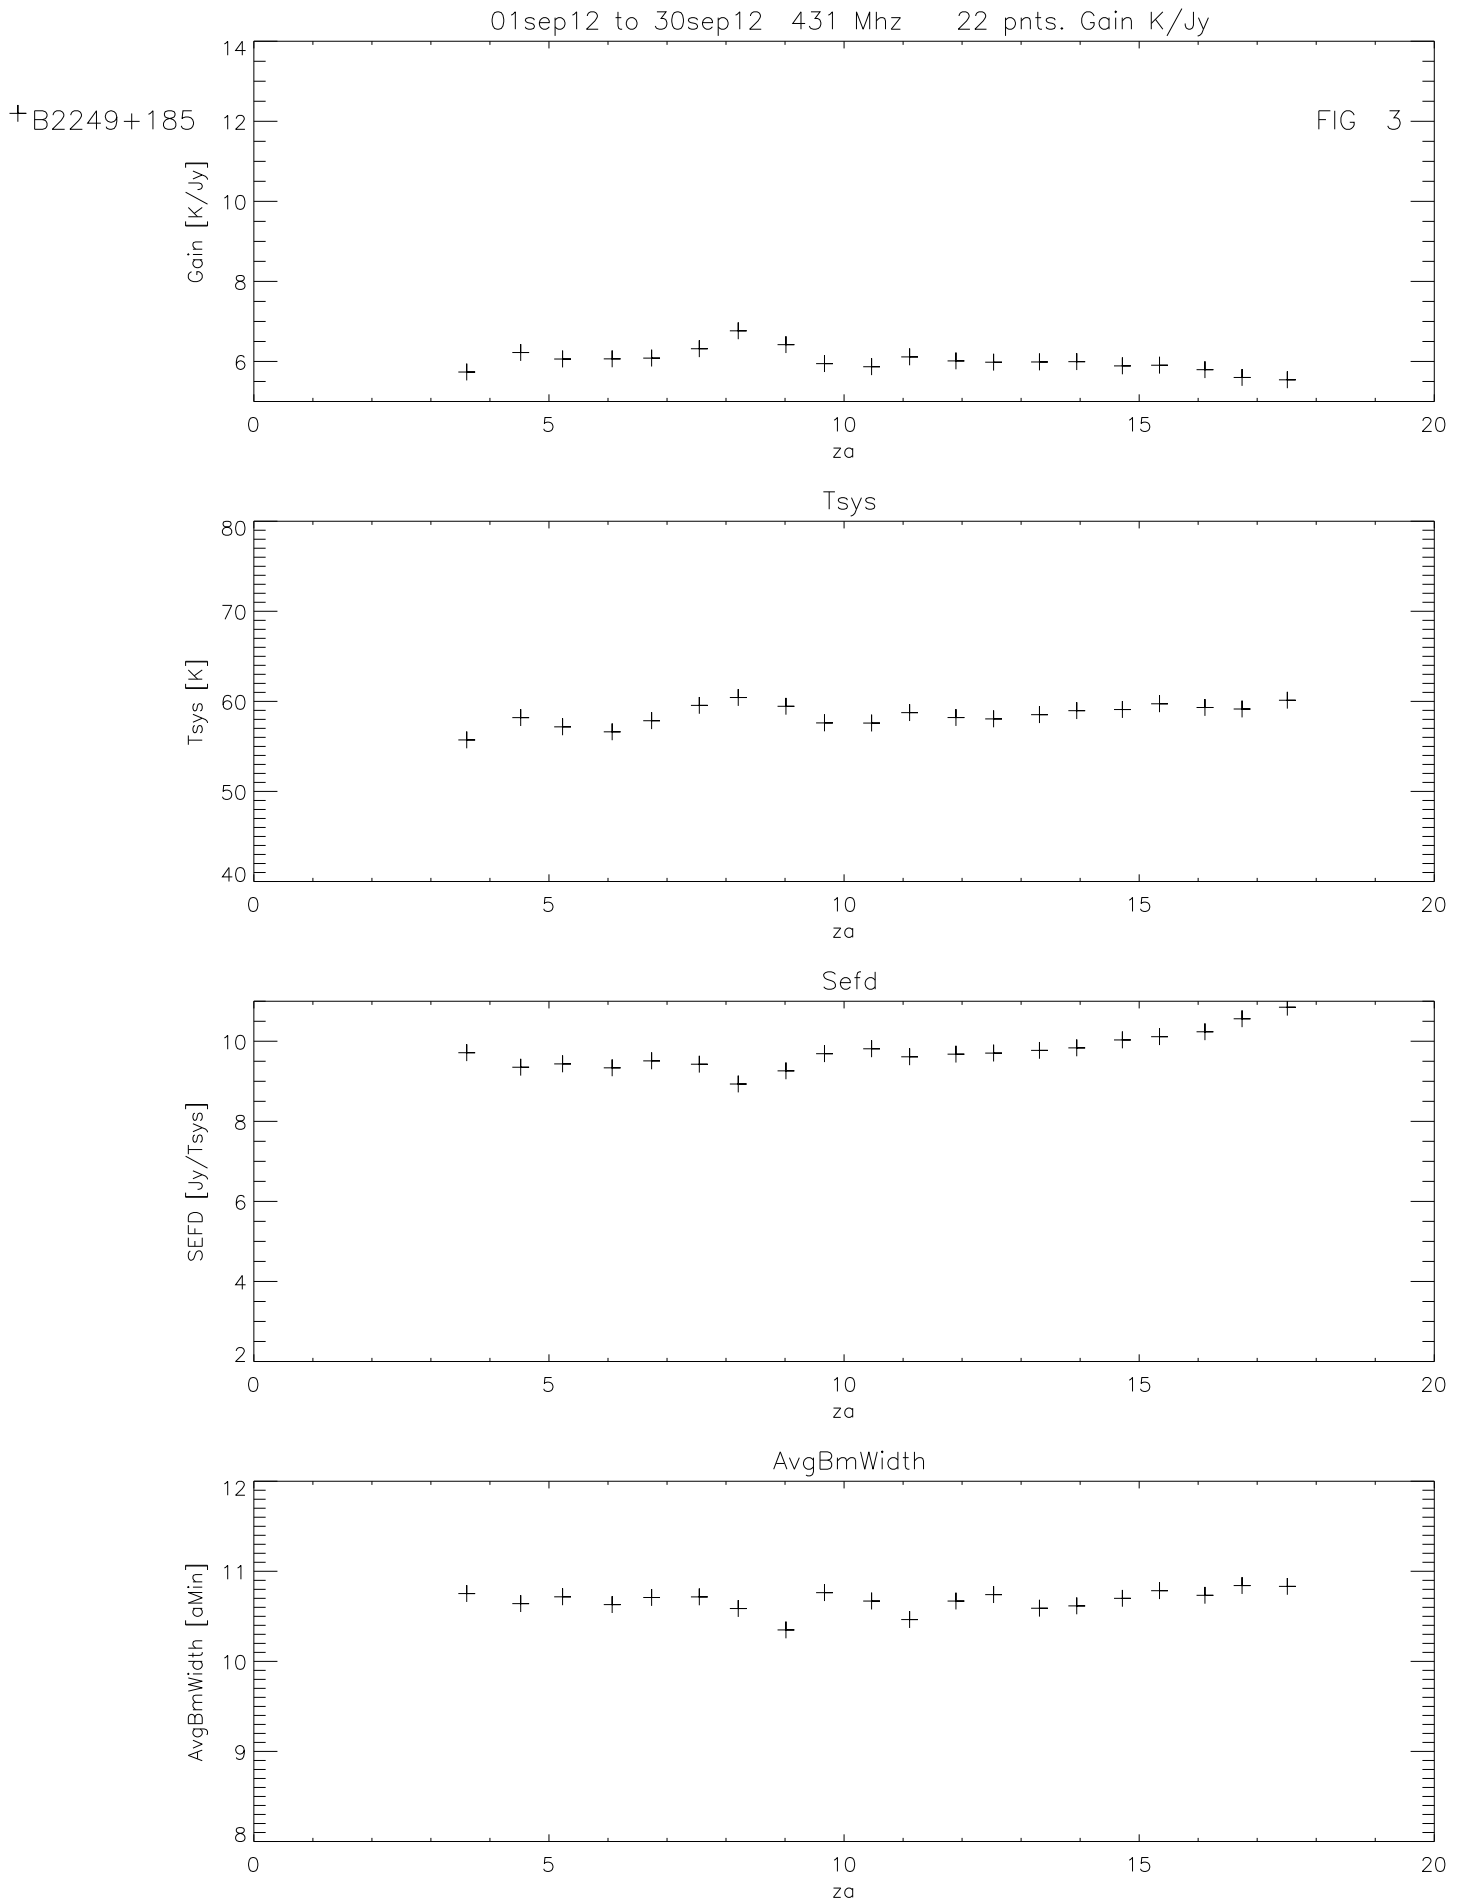 01sep12 to 30sep12 431 Mhz 22 pnts. Gain K/Jy
+B2249+185
FIG 3
Gain [K/Jy]
14
12
10
8
6
0 5 10 15 20
za
Tsys
Tsys [K]
80
70
60
50
40
0 5 10 15 20
za
Sefd
SEFD [Jy/Tsys]
10
8
6
4
2
0 5 10 15 20
za
AvgBmWidth
AvgBmWidth [aMin]
12
11
10
9
8
0 5 10 15 20
za